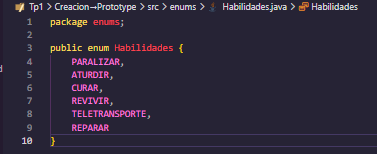 Tp1 > Creacion-Prototype > src > enums > Habilidades.java > Habilidades
1 package enums;
2
3 public enum Habilidades {
4 PARALIZAR,
5 ATURDIR,
6 CURAR,
7 REVIVIR,
8 TELETRANSPORTE,
9 REPARAR
10 }